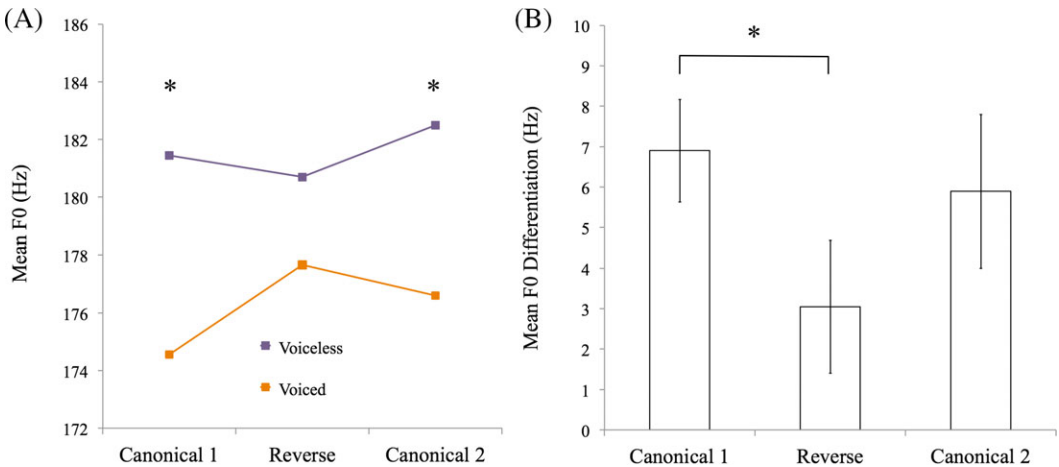 (A)
186
184
182
180
178
176
174
172
Mean F0 (Hz)
*
*
Voiceless
Voiced
Canonical 1 Reverse Canonical 2
(B)
10
9
8
7
6
5
4
3
2
1
0
Mean F0 Differentiation (Hz)
*
Canonical 1 Reverse Canonical 2